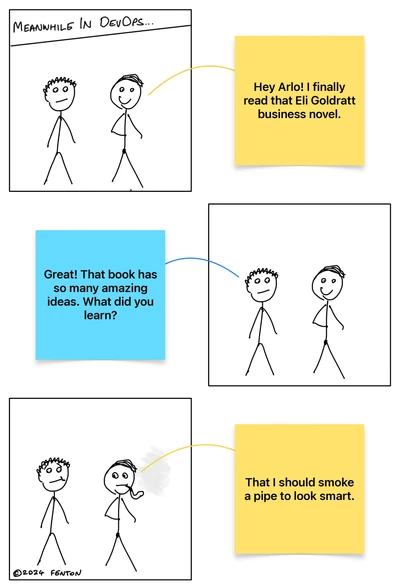 MEANWHILE IN DEVOPS...
Hey Arlo! I finally
read that Eli Goldratt
business novel.
Great! That book has
so many amazing
ideas. What did you
learn?
That I should smoke
a pipe to look smart.
©2024 FENTON